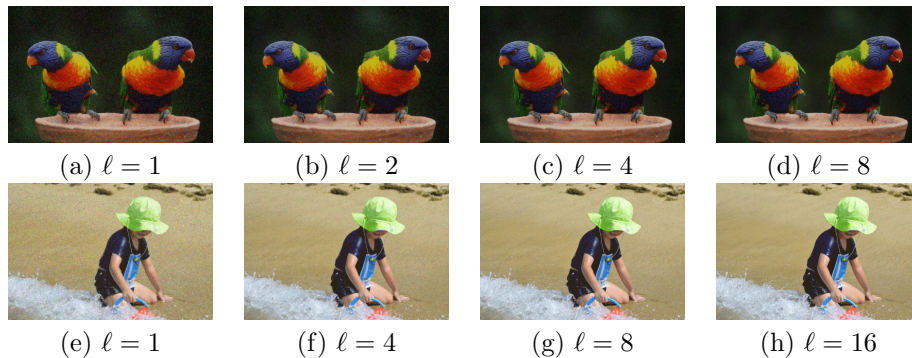 (a) ℓ = 1 (b) ℓ = 2 (c) ℓ = 4 (d) ℓ = 8
(e) ℓ = 1 (f) ℓ = 4 (g) ℓ = 8 (h) ℓ = 16